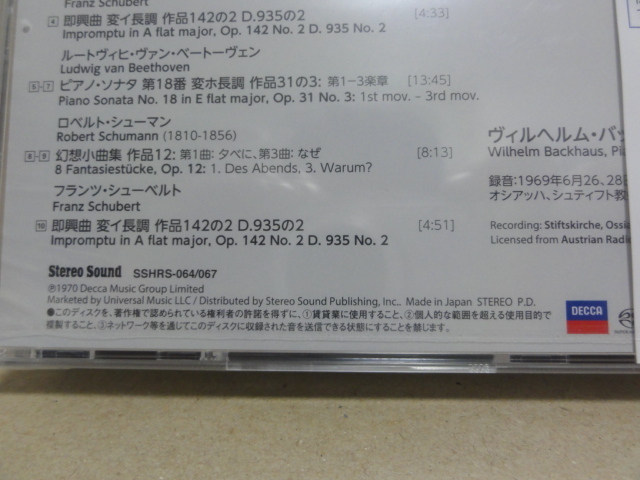 Franz Schubert
4 即興曲 変イ長調 作品142の2 D.935の2 [4:33]
Impromptu in A flat major, Op. 142 No. 2 D. 935 No. 2
ルートヴィヒ・ヴァン・ベートーヴェン
Ludwig van Beethoven
5-7 ピアノ・ソナタ 第18番 変ホ長調 作品31の3: 第1−3楽章 [13:45]
Piano Sonata No. 18 in E flat major, Op. 31 No. 3: 1st mov. - 3rd mov.
ロベルト・シューマン
Robert Schumann (1810-1856)
8-9 幻想小曲集 作品12: 第1曲: 夕べに、第3曲: なぜ [8:13]
8 Fantasiestücke, Op. 12: 1. Des Abends, 3. Warum?
フランツ・シューベルト
Franz Schubert
10 即興曲 変イ長調 作品142の2 D.935の2 [4:51]
Impromptu in A flat major, Op. 142 No. 2 D. 935 No. 2
ヴィルヘルム・バッ
Wilhelm Backhaus, Pi
録音:1969年6月26、28
オシアッハ、シュティフト教
Recording: Stiftskirche, Ossi
Licensed from Austrian Radi
Stereo Sound SSHRS-064/067
℗1970 Decca Music Group Limited
Marketed by Universal Music LLC / Distributed by Stereo Sound Publishing, Inc., Made in Japan STEREO P.D.
●このディスクを、著作権で認められている権利者の許諾を得ずに、①賃貸業に使用すること、②個人的な範囲を超える使用目的で
複製すること、③ネットワーク等を通じてこのディスクに収録された音を送信できる状態にすることを禁じます。
DECCA